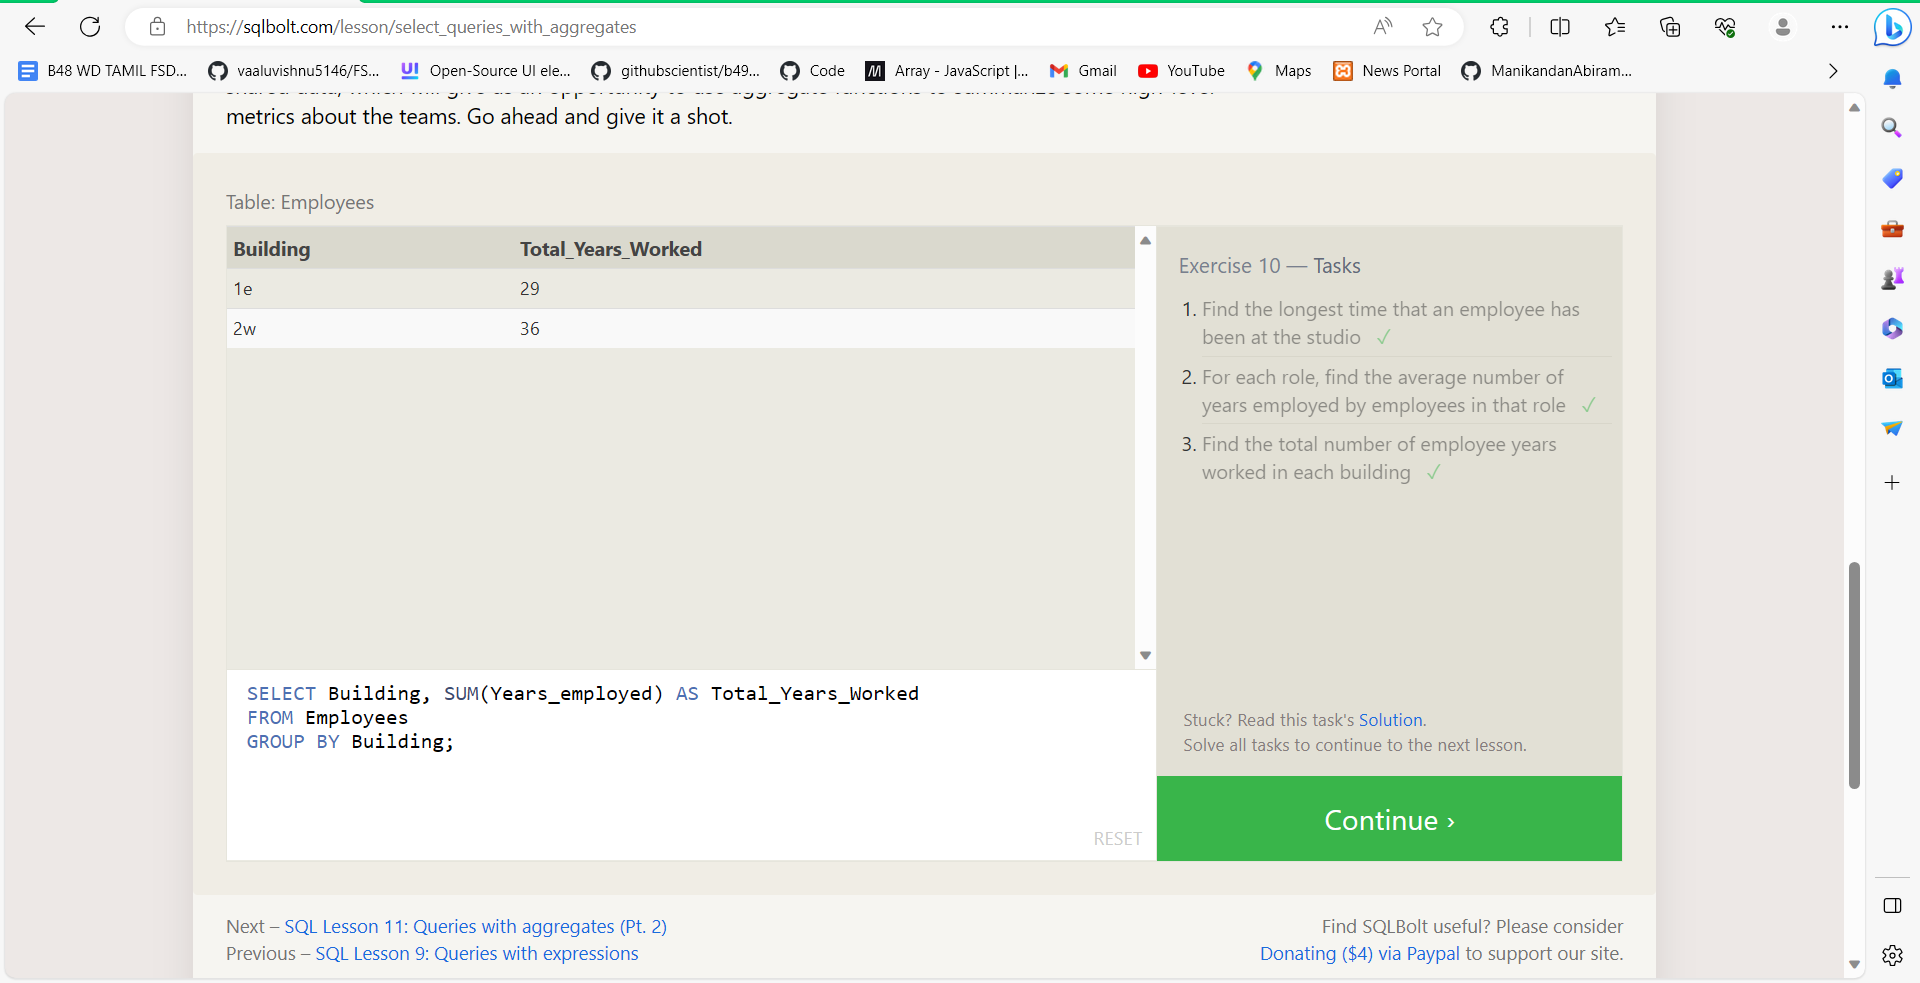 https://sqlbolt.com/lesson/select_queries_with_aggregates
B48 WD TAMIL FSD...
vaaluvishnu5146/FS...
Open-Source UI ele...
githubscientist/b49...
Code
Array - JavaScript |...
Gmail
YouTube
Maps
News Portal
ManikandanAbiram...
metrics about the teams. Go ahead and give it a shot.
Table: Employees
Building Total_Years_Worked
1e 29
2w 36
SELECT Building, SUM(Years_employed) AS Total_Years_Worked
FROM Employees
GROUP BY Building;
RESET
Exercise 10 — Tasks
1. Find the longest time that an employee has
been at the studio ✓
2. For each role, find the average number of
years employed by employees in that role ✓
3. Find the total number of employee years
worked in each building ✓
Stuck? Read this task's Solution.
Solve all tasks to continue to the next lesson.
Continue ›
Next – SQL Lesson 11: Queries with aggregates (Pt. 2)
Previous – SQL Lesson 9: Queries with expressions
Find SQLBolt useful? Please consider
Donating ($4) via Paypal to support our site.